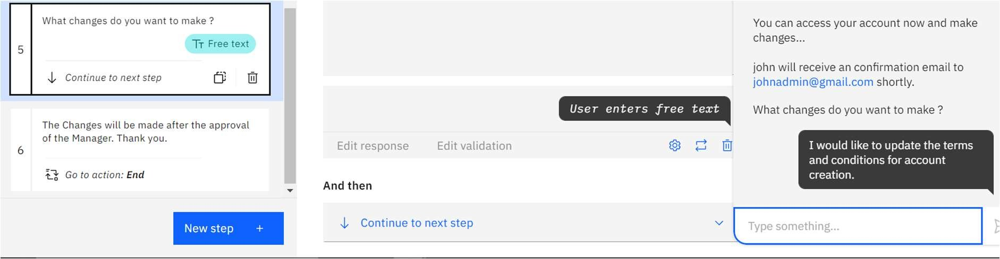 5
What changes do you want to make ?
Free text
Continue to next step
6
The Changes will be made after the approval
of the Manager. Thank you.
Go to action: End
New step +
User enters free text
Edit response Edit validation
And then
Continue to next step
You can access your account now and make
changes...
john will receive an confirmation email to
johnadmin@gmail.com shortly.
What changes do you want to make ?
I would like to update the terms
and conditions for account
creation.
Type something...